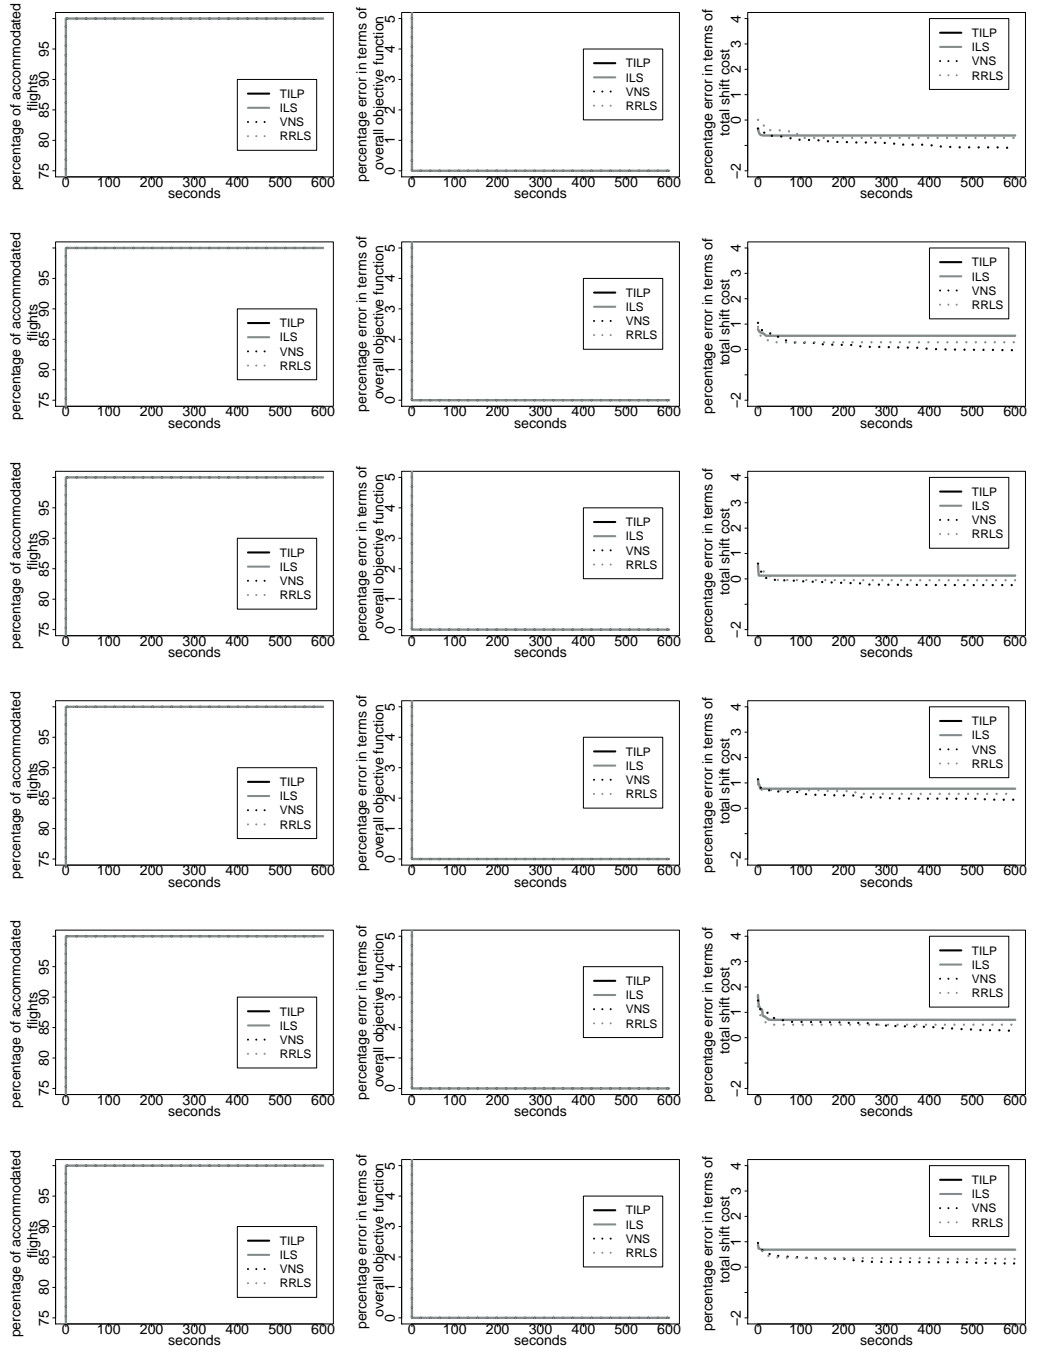 percentage of accommodated
flights
75 80 85 90 95
TILP
ILS
VNS
RRLS
0 100 200 300 400 500 600
seconds
percentage error in terms of
overall objective function
0 1 2 3 4 5
TILP
ILS
VNS
RRLS
0 100 200 300 400 500 600
seconds
percentage error in terms of
total shift cost
−2 0 1 2 3 4
TILP
ILS
VNS
RRLS
0 100 200 300 400 500 600
seconds
percentage of accommodated
flights
75 80 85 90 95
TILP
ILS
VNS
RRLS
0 100 200 300 400 500 600
seconds
percentage error in terms of
overall objective function
0 1 2 3 4 5
TILP
ILS
VNS
RRLS
0 100 200 300 400 500 600
seconds
percentage error in terms of
total shift cost
−2 0 1 2 3 4
TILP
ILS
VNS
RRLS
0 100 200 300 400 500 600
seconds
percentage of accommodated
flights
75 80 85 90 95
TILP
ILS
VNS
RRLS
0 100 200 300 400 500 600
seconds
percentage error in terms of
overall objective function
0 1 2 3 4 5
TILP
ILS
VNS
RRLS
0 100 200 300 400 500 600
seconds
percentage error in terms of
total shift cost
−2 0 1 2 3 4
TILP
ILS
VNS
RRLS
0 100 200 300 400 500 600
seconds
percentage of accommodated
flights
75 80 85 90 95
TILP
ILS
VNS
RRLS
0 100 200 300 400 500 600
seconds
percentage error in terms of
overall objective function
0 1 2 3 4 5
TILP
ILS
VNS
RRLS
0 100 200 300 400 500 600
seconds
percentage error in terms of
total shift cost
−2 0 1 2 3 4
TILP
ILS
VNS
RRLS
0 100 200 300 400 500 600
seconds
percentage of accommodated
flights
75 80 85 90 95
TILP
ILS
VNS
RRLS
0 100 200 300 400 500 600
seconds
percentage error in terms of
overall objective function
0 1 2 3 4 5
TILP
ILS
VNS
RRLS
0 100 200 300 400 500 600
seconds
percentage error in terms of
total shift cost
−2 0 1 2 3 4
TILP
ILS
VNS
RRLS
0 100 200 300 400 500 600
seconds
percentage of accommodated
flights
75 80 85 90 95
TILP
ILS
VNS
RRLS
0 100 200 300 400 500 600
seconds
percentage error in terms of
overall objective function
0 1 2 3 4 5
TILP
ILS
VNS
RRLS
0 100 200 300 400 500 600
seconds
percentage error in terms of
total shift cost
−2 0 1 2 3 4
TILP
ILS
VNS
RRLS
0 100 200 300 400 500 600
seconds